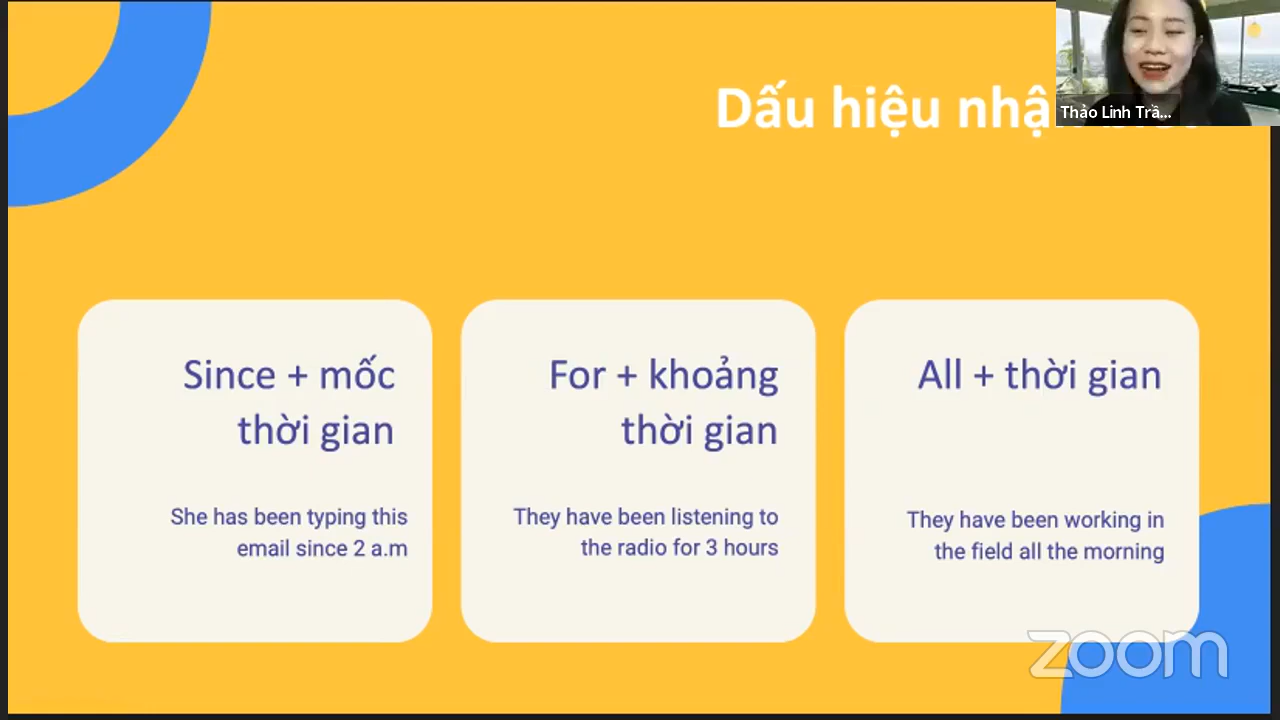 Dấu hiệu
Thảo Linh Trầ...
Since + mốc
thời gian
She has been typing this
email since 2 a.m
For + khoảng
thời gian
They have been listening to
the radio for 3 hours
All + thời gian
They have been working in
the field all the morning
zoom